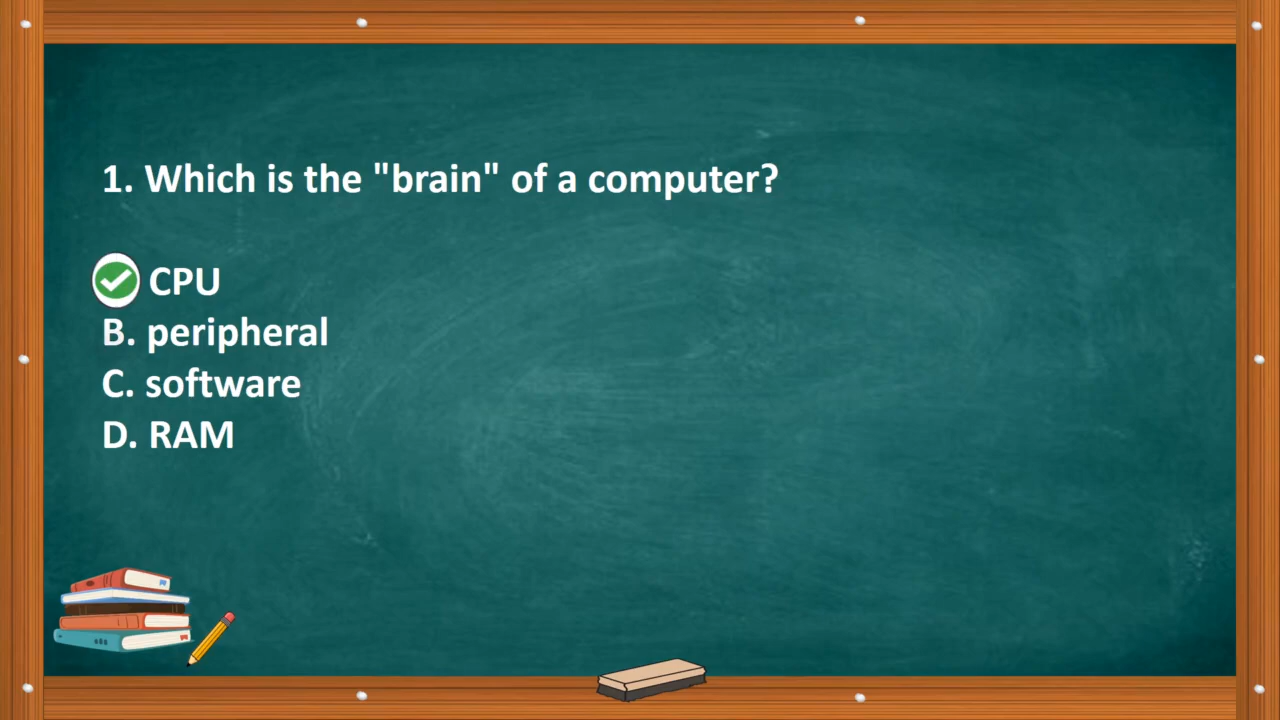 1. Which is the "brain" of a computer?
CPU
B. peripheral
C. software
D. RAM